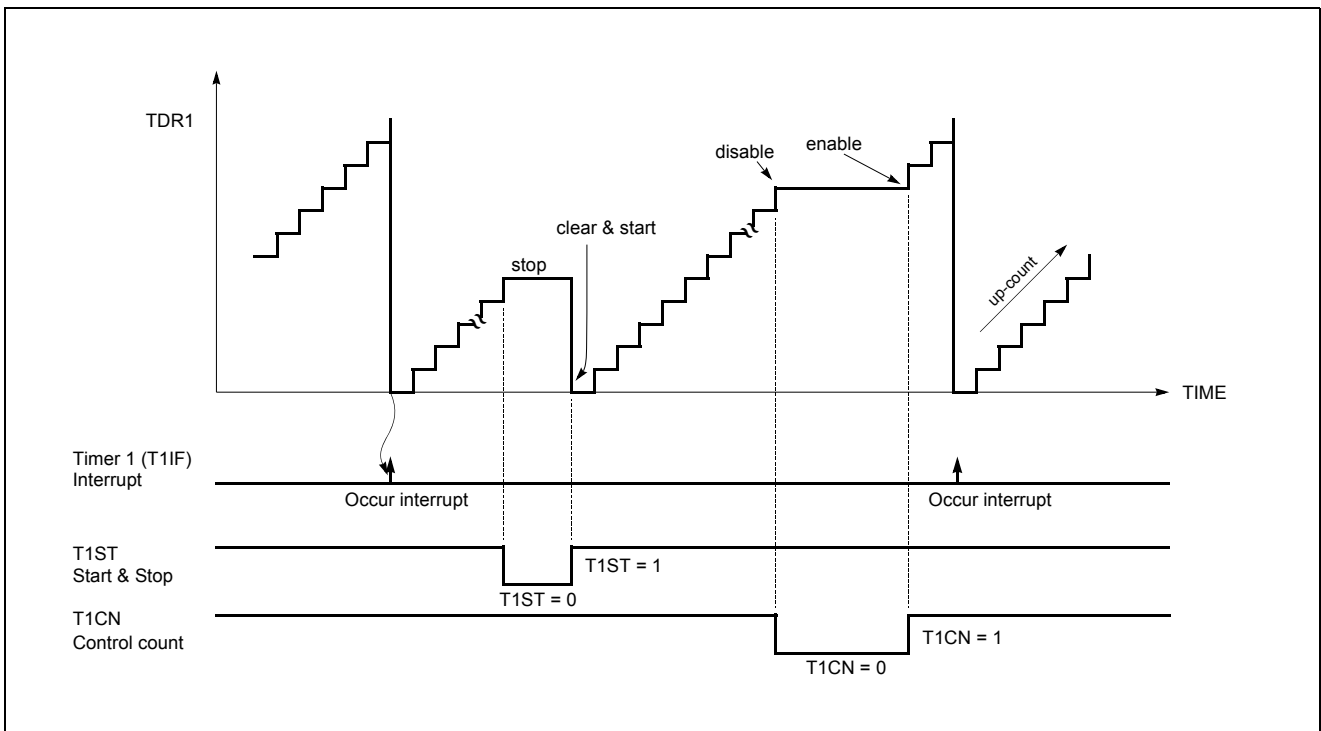 TDR1
disable
enable
clear & start
stop
up-count
TIME
Timer 1 (T1IF)
Interrupt
Occur interrupt
Occur interrupt
T1ST
Start & Stop
T1ST = 1
T1ST = 0
T1CN
Control count
T1CN = 1
T1CN = 0